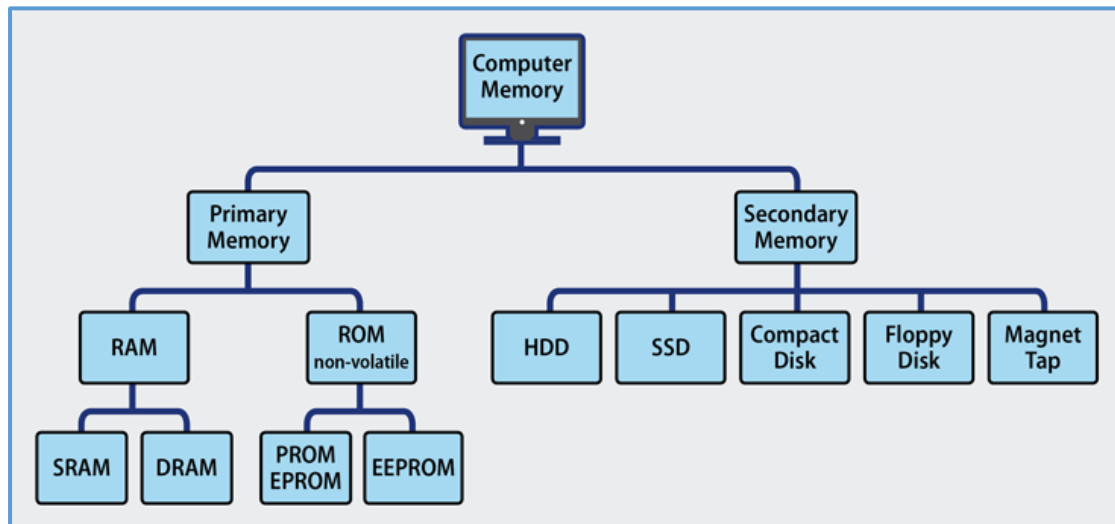 Computer
Memory
Primary
Memory
Secondary
Memory
RAM
ROM
non-volatile
HDD
SSD
Compact
Disk
Floppy
Disk
Magnet
Tap
SRAM
DRAM
PROM
EPROM
EEPROM